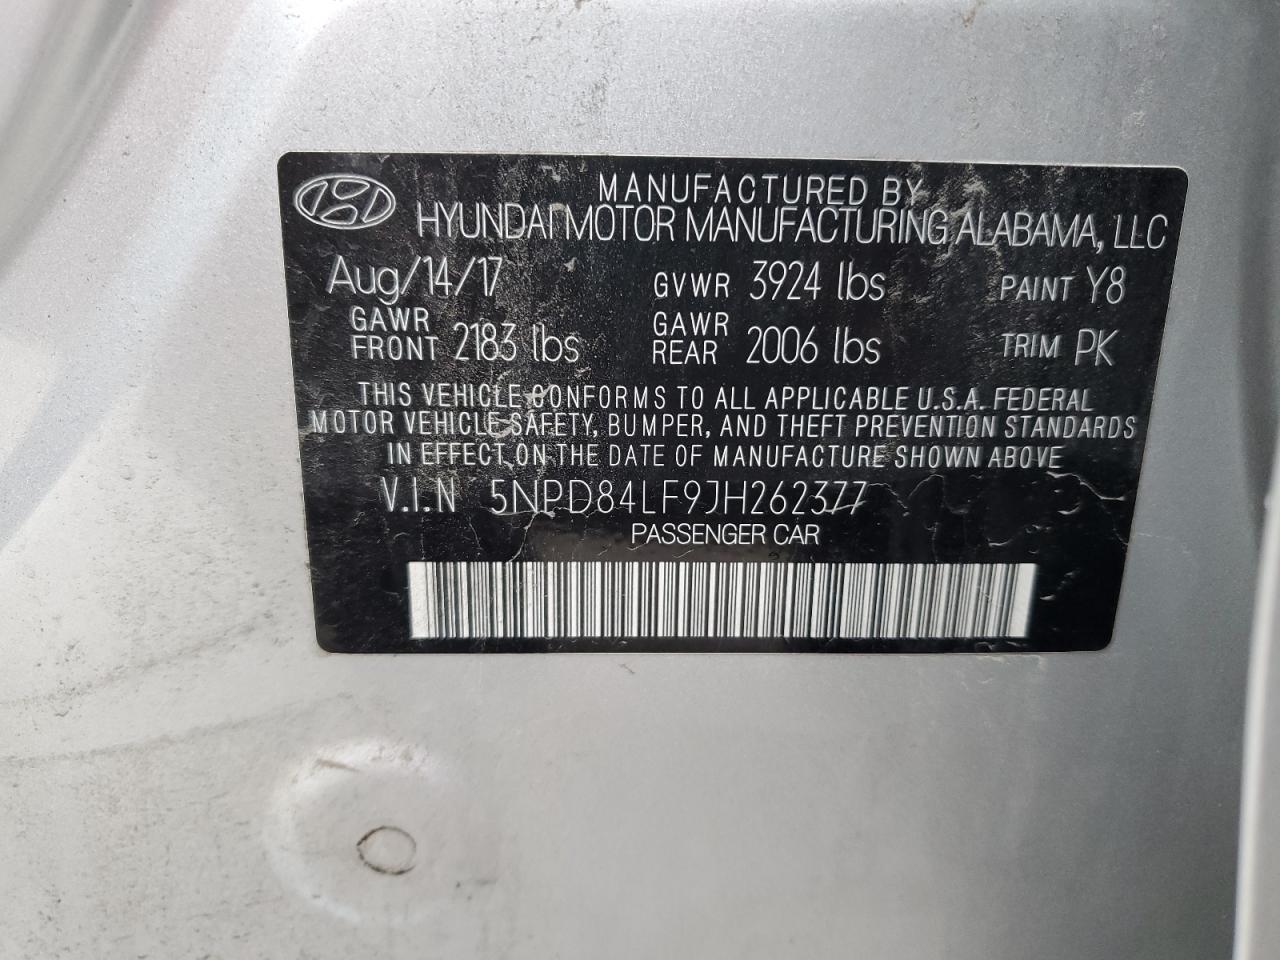 MANUFACTURED BY
HYUNDAI MOTOR MANUFACTURING ALABAMA, LLC
Aug/14/17 GVWR 3924 lbs PAINT Y8
GAWR FRONT 2183 lbs GAWR REAR 2006 lbs TRIM PK
THIS VEHICLE CONFORMS TO ALL APPLICABLE U.S.A. FEDERAL
MOTOR VEHICLE SAFETY, BUMPER, AND THEFT PREVENTION STANDARDS
IN EFFECT ON THE DATE OF MANUFACTURE SHOWN ABOVE
V.I.N 5NPD84LF9JH262377
PASSENGER CAR